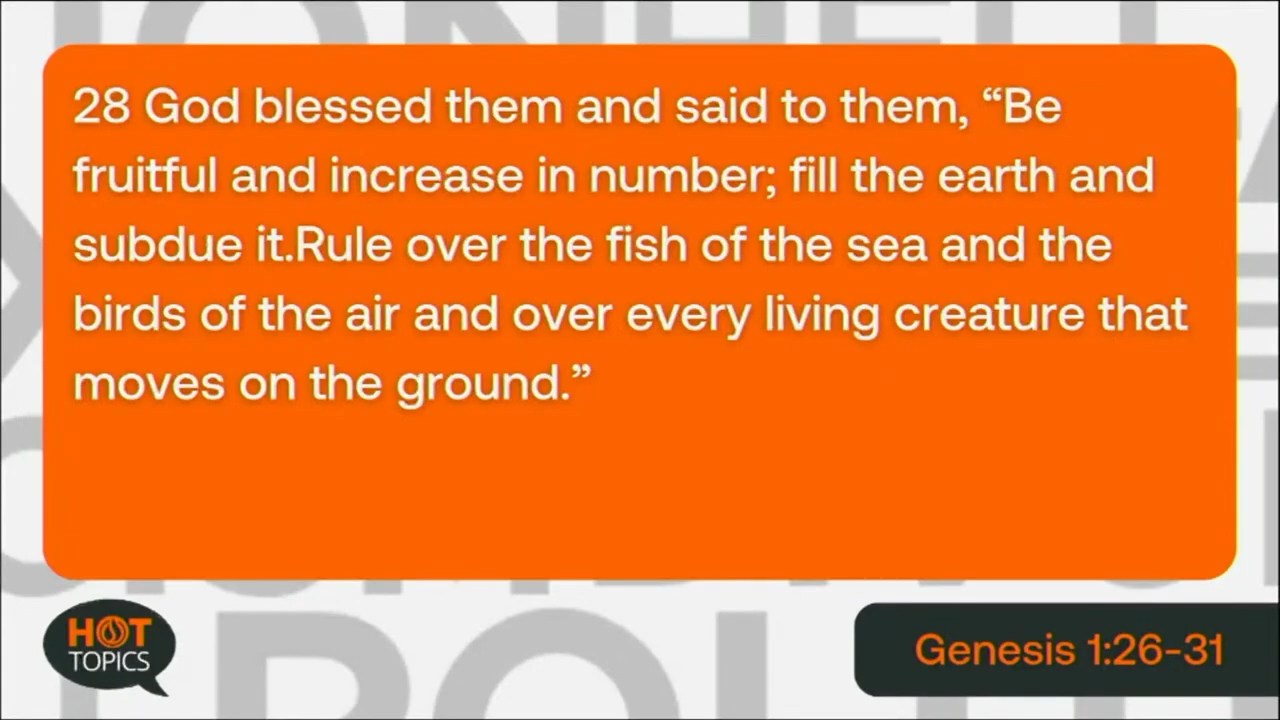 28 God blessed them and said to them, “Be
fruitful and increase in number; fill the earth and
subdue it.Rule over the fish of the sea and the
birds of the air and over every living creature that
moves on the ground.”
HOT
TOPICS
Genesis 1:26-31